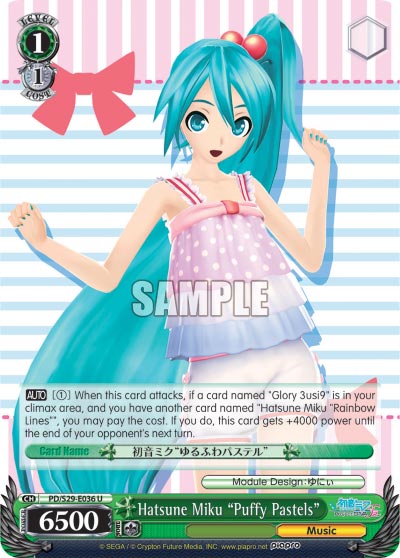 LEVEL
1
1
COST
SAMPLE
AUTO [①] When this card attacks, if a card named "Glory 3usi9" is in your
climax area, and you have another card named "Hatsune Miku "Rainbow
Lines"", you may pay the cost. If you do, this card gets +4000 power until
the end of your opponent's next turn.
Card Name 初音ミク"ゆるふわパステル"
Module Design：ゆにぃ
CH PD/S29-E036 U
6500
Hatsune Miku "Puffy Pastels"
Music
© SEGA / © Crypton Future Media, INC. www.piapro.net piapro